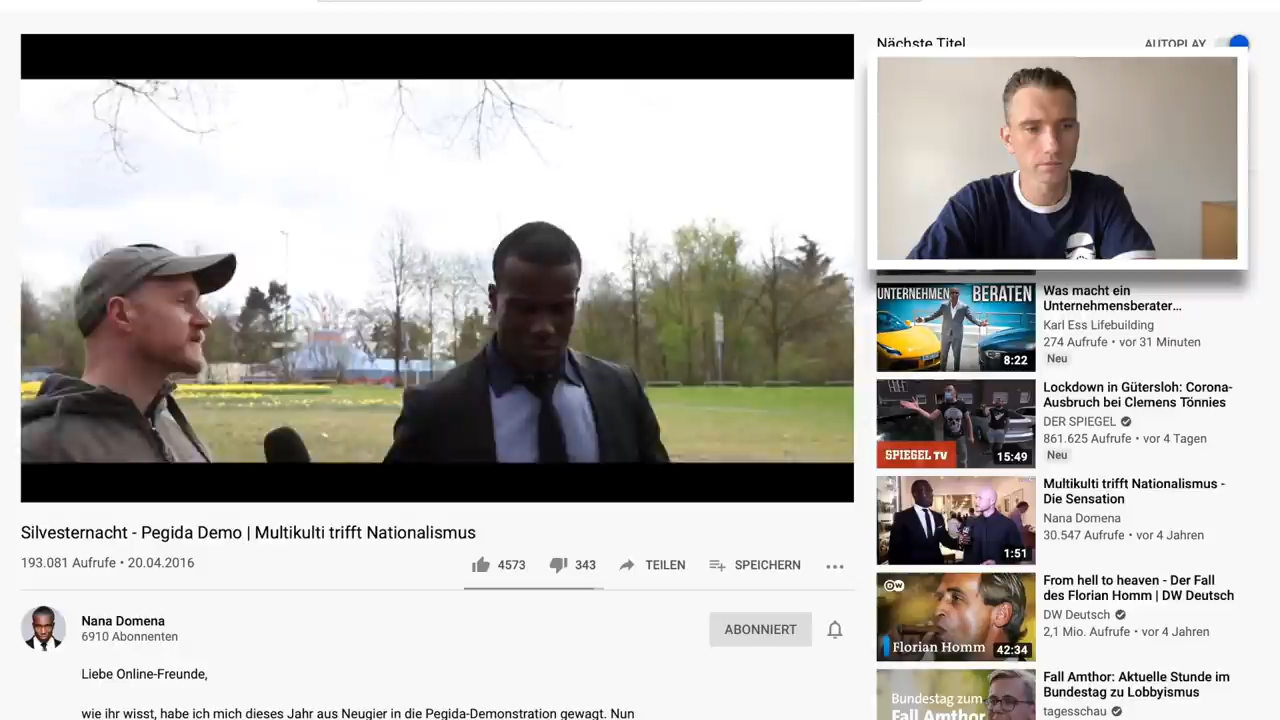 Nächste Titel
AUTOPLAY
UNTERNEHMEN BERATEN
8:22
Was macht ein
Unternehmensberater…
Karl Ess Lifebuilding
274 Aufrufe • vor 31 Minuten
Neu
SPIEGEL TV
15:49
Lockdown in Gütersloh: Corona-
Ausbruch bei Clemens Tönnies
DER SPIEGEL
861.625 Aufrufe • vor 4 Tagen
Neu
1:51
Multikulti trifft Nationalismus -
Die Sensation
Nana Domena
30.547 Aufrufe • vor 4 Jahren
DW
Florian Homm
42:34
From hell to heaven - Der Fall
des Florian Homm | DW Deutsch
DW Deutsch
2,1 Mio. Aufrufe • vor 4 Jahren
Bundestag zum
Fall Amthor
Fall Amthor: Aktuelle Stunde im
Bundestag zu Lobbyismus
tagesschau
Silvesternacht - Pegida Demo | Multikulti trifft Nationalismus
193.081 Aufrufe • 20.04.2016
4573
343
TEILEN
SPEICHERN
Nana Domena
6910 Abonnenten
ABONNIERT
Liebe Online-Freunde,
wie ihr wisst, habe ich mich dieses Jahr aus Neugier in die Pegida-Demonstration gewagt. Nun